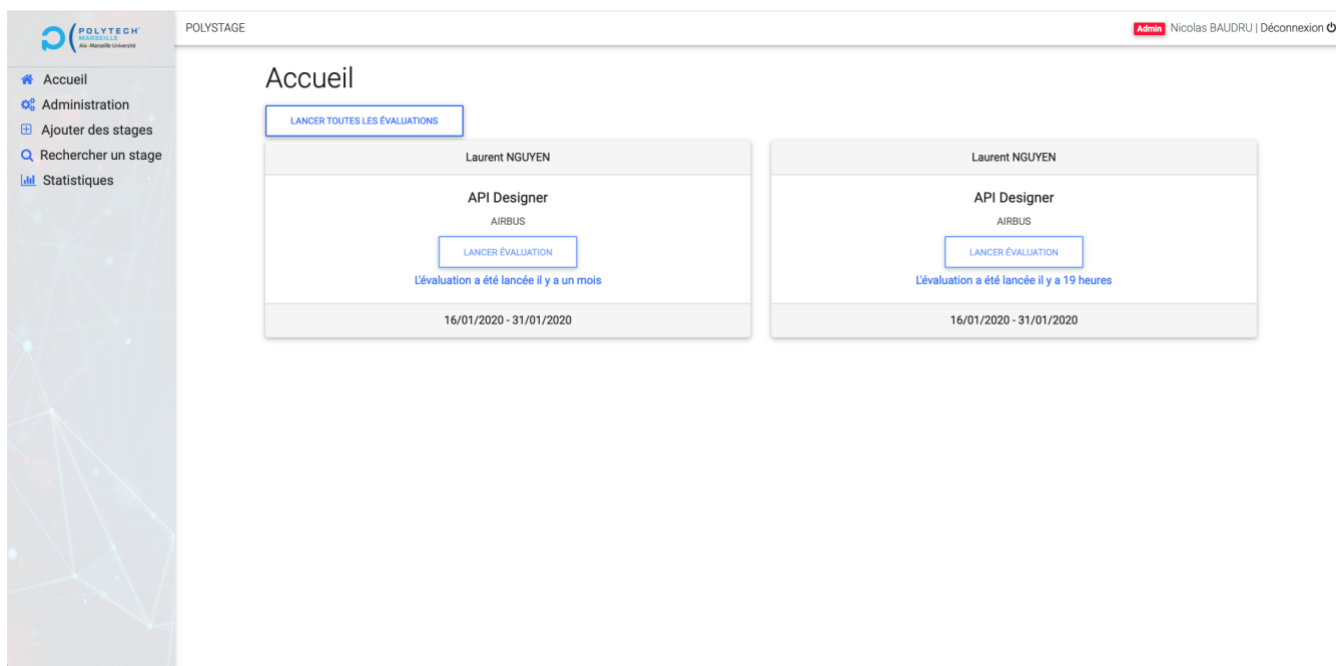 POLYTECH'
MARSEILLE
Aix-Marseille Université
POLYSTAGE
Admin Nicolas BAUDRU | Déconnexion
Accueil
Administration
Ajouter des stages
Rechercher un stage
Statistiques
Accueil
LANCER TOUTES LES ÉVALUATIONS
Laurent NGUYEN
API Designer
AIRBUS
LANCER ÉVALUATION
L'évaluation a été lancée il y a un mois
16/01/2020 - 31/01/2020
Laurent NGUYEN
API Designer
AIRBUS
LANCER ÉVALUATION
L'évaluation a été lancée il y a 19 heures
16/01/2020 - 31/01/2020